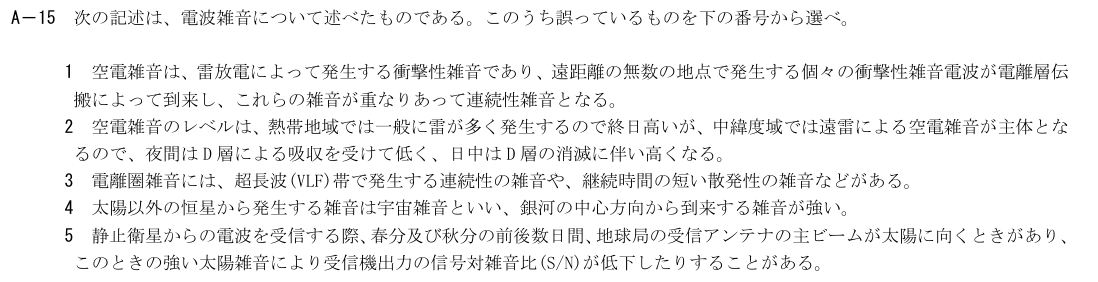 A－15　次の記述は、電波雑音について述べたものである。このうち誤っているものを下の番号から選べ。
1　空電雑音は、雷放電によって発生する衝撃性雑音であり、遠距離の無数の地点で発生する個々の衝撃性雑音電波が電離層伝
搬によって到来し、これらの雑音が重なりあって連続性雑音となる。
2　空電雑音のレベルは、熱帯地域では一般に雷が多く発生するので終日高いが、中緯度域では遠雷による空電雑音が主体とな
るので、夜間は D 層による吸収を受けて低く、日中は D 層の消滅に伴い高くなる。
3　電離圏雑音には、超長波(VLF)帯で発生する連続性の雑音や、継続時間の短い散発性の雑音などがある。
4　太陽以外の恒星から発生する雑音は宇宙雑音といい、銀河の中心方向から到来する雑音が強い。
5　静止衛星からの電波を受信する際、春分及び秋分の前後数日間、地球局の受信アンテナの主ビームが太陽に向くときがあり、
このときの強い太陽雑音により受信機出力の信号対雑音比(S/N)が低下したりすることがある。